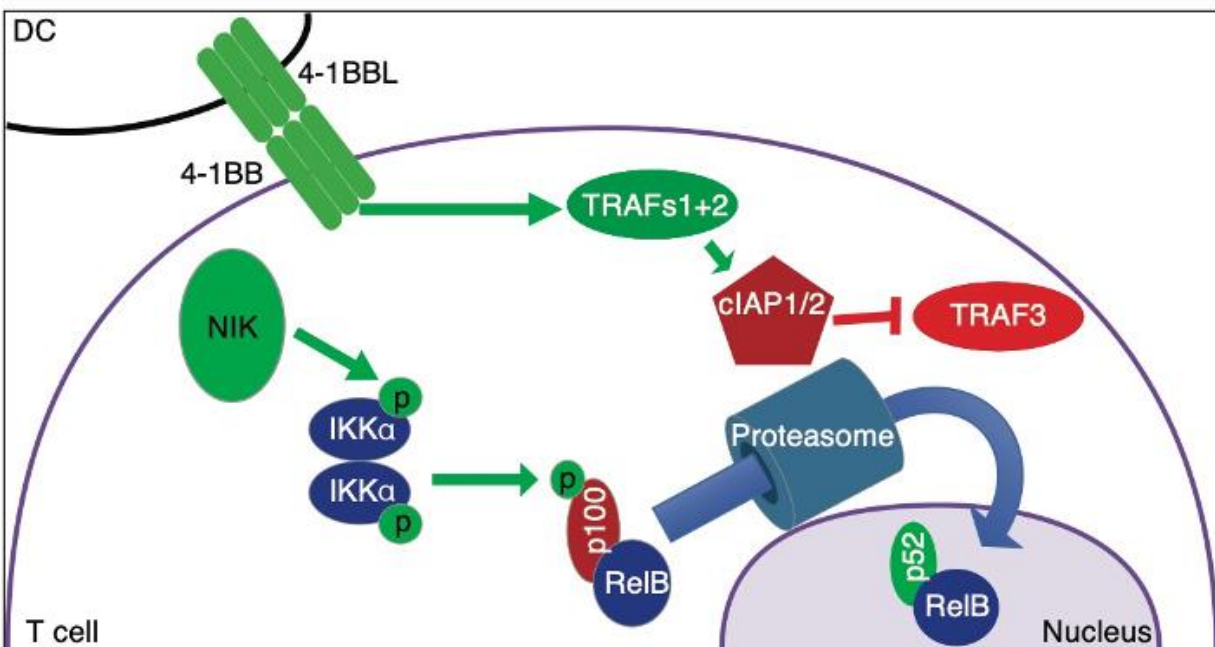 DC
4-1BBL
4-1BB
TRAFs1+2
cIAP1/2
TRAF3
NIK
p
IKKα
IKKα
p
p
p100
RelB
Proteasome
p52
RelB
T cell
Nucleus